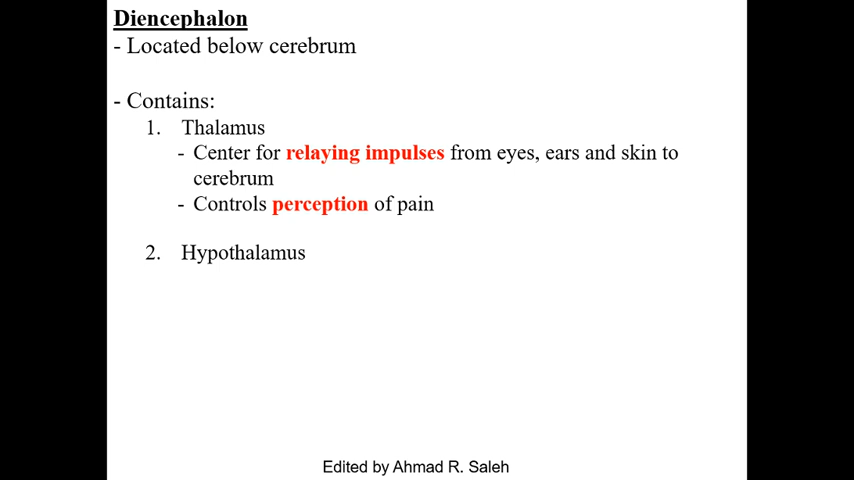 Diencephalon
- Located below cerebrum
- Contains:
1. Thalamus
- Center for relaying impulses from eyes, ears and skin to
cerebrum
- Controls perception of pain
2. Hypothalamus
Edited by Ahmad R. Saleh